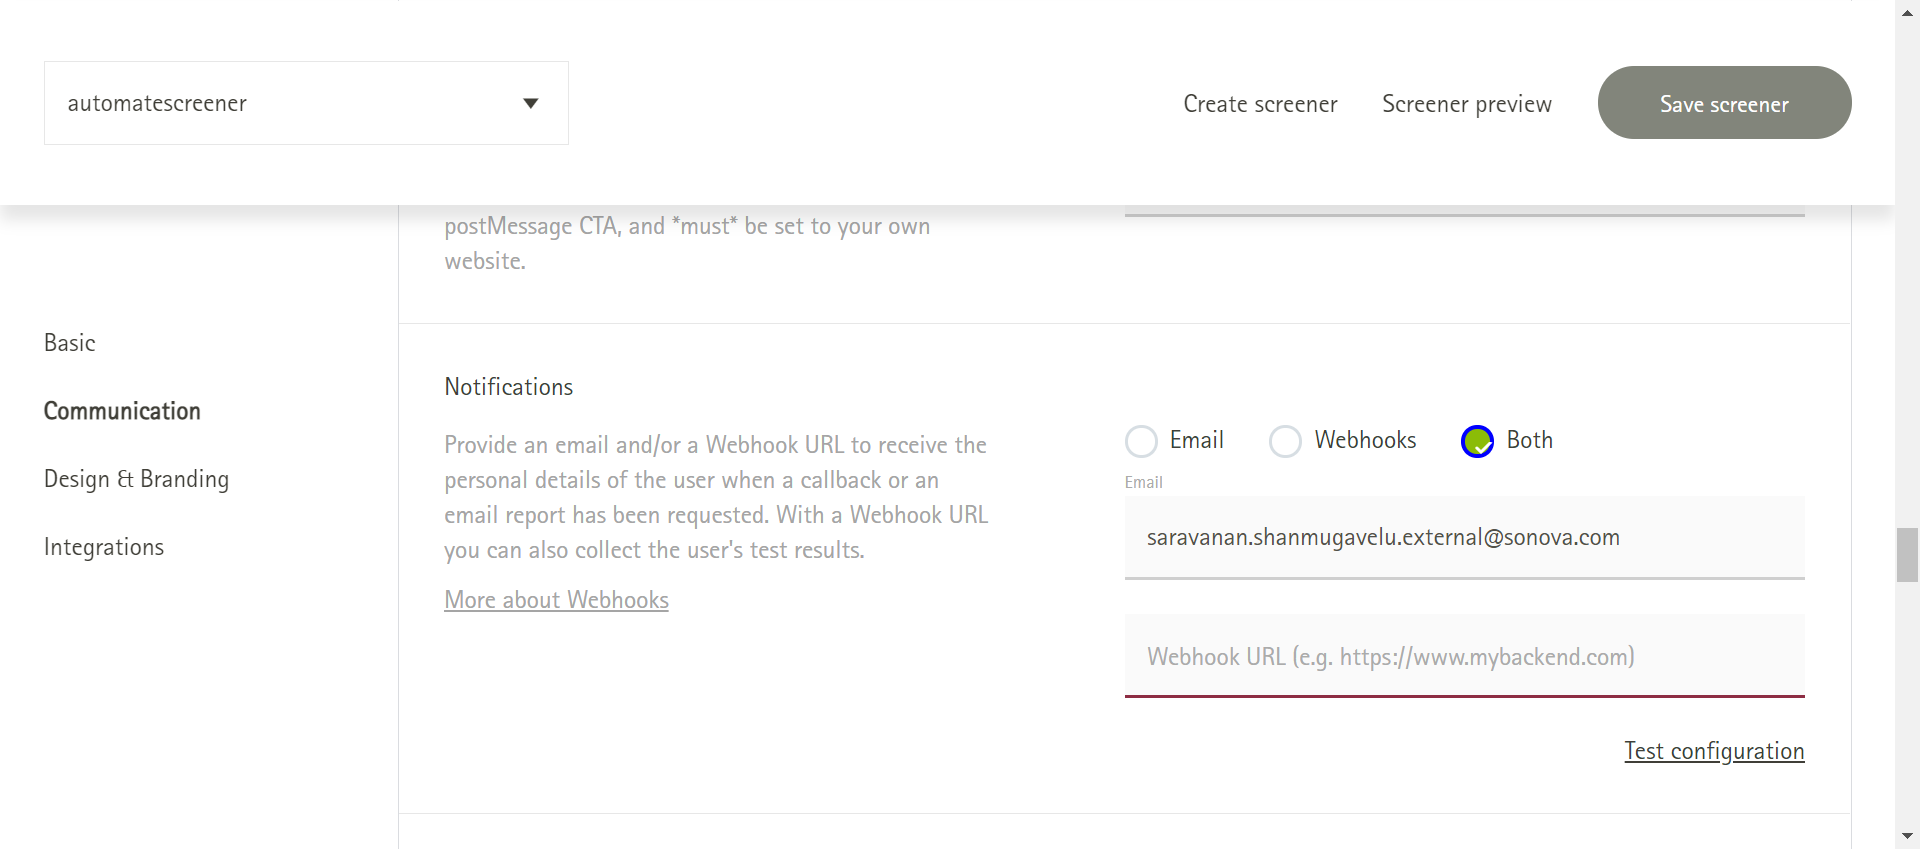 automatescreener
Create screener
Screener preview
Save screener
postMessage CTA, and *must* be set to your own
website.
Basic
Communication
Design & Branding
Integrations
Notifications
Provide an email and/or a Webhook URL to receive the
personal details of the user when a callback or an
email report has been requested. With a Webhook URL
you can also collect the user's test results.
More about Webhooks
Email
Webhooks
Both
Email
saravanan.shanmugavelu.external@sonova.com
Webhook URL (e.g. https://www.mybackend.com)
Test configuration